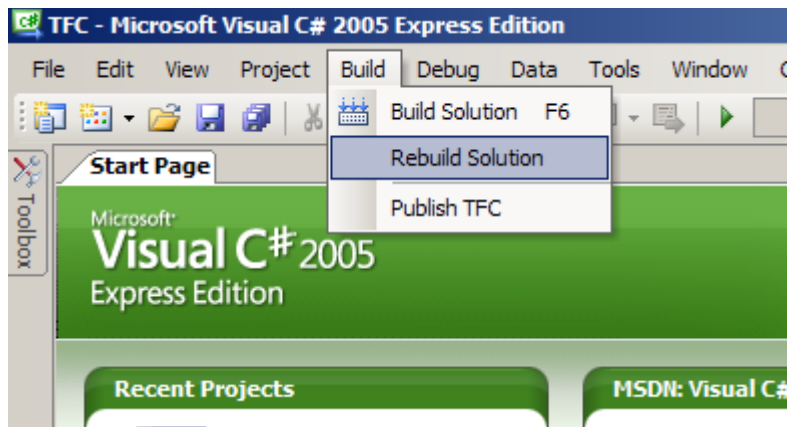 TFC - Microsoft Visual C# 2005 Express Edition
File Edit View Project Build Debug Data Tools Window
Build Solution F6
Rebuild Solution
Publish TFC
Start Page
Toolbox
Microsoft
Visual C# 2005
Express Edition
Recent Projects
MSDN: Visual C#